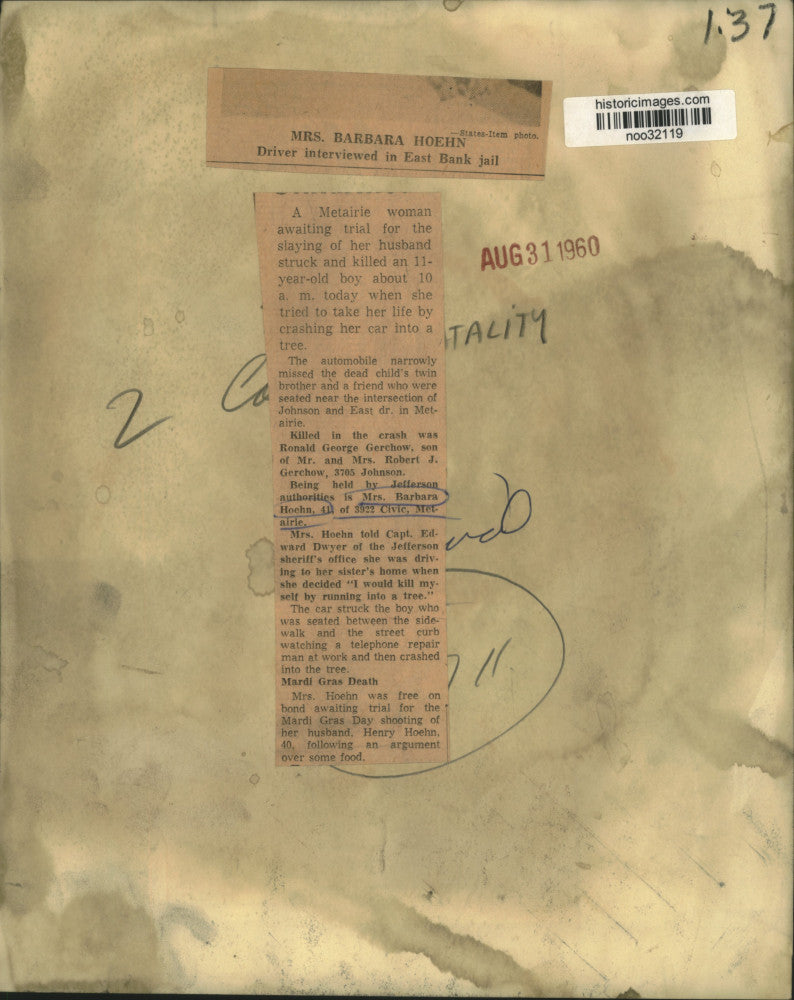 1.37
historicimages.com
noo32119
—States-Item photo.
MRS. BARBARA HOEHN
Driver interviewed in East Bank jail
AUG 31 1960
A Metairie woman
awaiting trial for the
slaying of her husband
struck and killed an 11-
year-old boy about 10
a. m. today when she
tried to take her life by
crashing her car into a
tree.
The automobile narrowly
missed the dead child's twin
brother and a friend who were
seated near the intersection of
Johnson and East dr. in Met-
airie.
Killed in the crash was
Ronald George Gerchow, son
of Mr. and Mrs. Robert J.
Gerchow, 3705 Johnson.
Being held by Jefferson
authorities is Mrs. Barbara
Hoehn, 41, of 3922 Civic, Met-
airie.
Mrs. Hoehn told Capt. Ed-
ward Dwyer of the Jefferson
sheriff's office she was driv-
ing to her sister's home when
she decided "I would kill my-
self by running into a tree."
The car struck the boy who
was seated between the side-
walk and the street curb
watching a telephone repair
man at work and then crashed
into the tree.
Mardi Gras Death
Mrs. Hoehn was free on
bond awaiting trial for the
Mardi Gras Day shooting of
her husband, Henry Hoehn,
40, following an argument
over some food.
TALITY
2 Co
11.